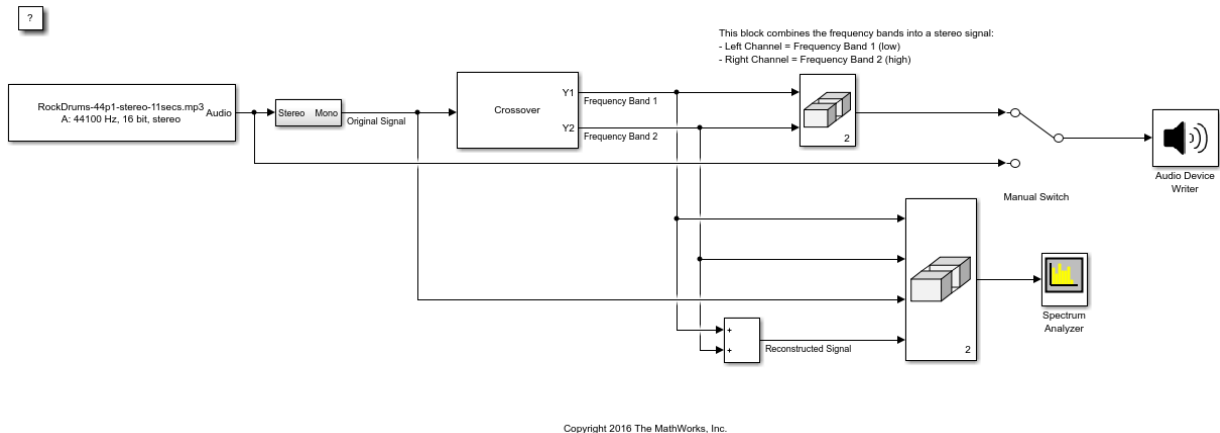 ?
This block combines the frequency bands into a stereo signal:
- Left Channel = Frequency Band 1 (low)
- Right Channel = Frequency Band 2 (high)
RockDrums-44p1-stereo-11secs.mp3
A: 44100 Hz, 16 bit, stereo
Audio
Stereo Mono
Original Signal
Crossover
Y1
Y2
Frequency Band 1
Frequency Band 2
2
Manual Switch
Audio Device
Writer
+
+
Reconstructed Signal
2
Spectrum
Analyzer
Copyright 2016 The MathWorks, Inc.